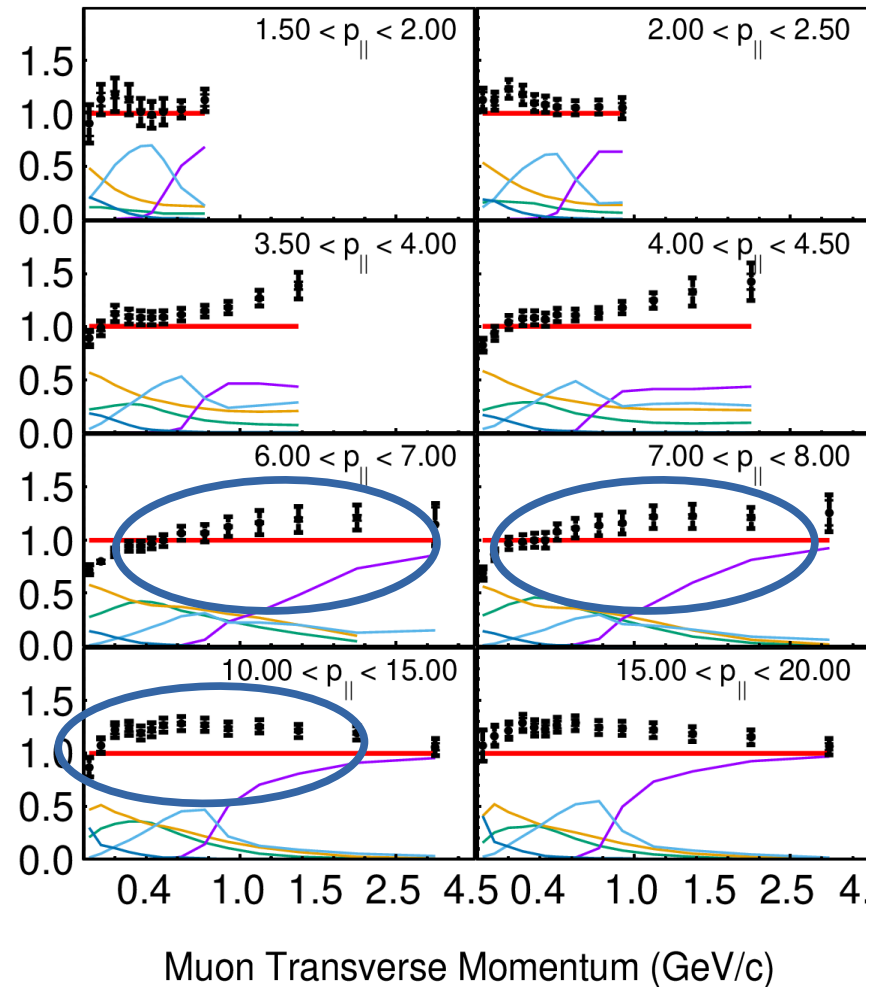 1.50 < p|| < 2.00
2.00 < p|| < 2.50
1.5
1.0
0.5
0.0
3.50 < p|| < 4.00
4.00 < p|| < 4.50
1.5
1.0
0.5
0.0
6.00 < p|| < 7.00
7.00 < p|| < 8.00
1.5
1.0
0.5
0.0
10.00 < p|| < 15.00
15.00 < p|| < 20.00
1.5
0
0.5
0.0
0.4 1.0 1.5 2.5 4.5 0.4 1.0 1.5 2.5 4.
Muon Transverse Momentum (GeV/c)